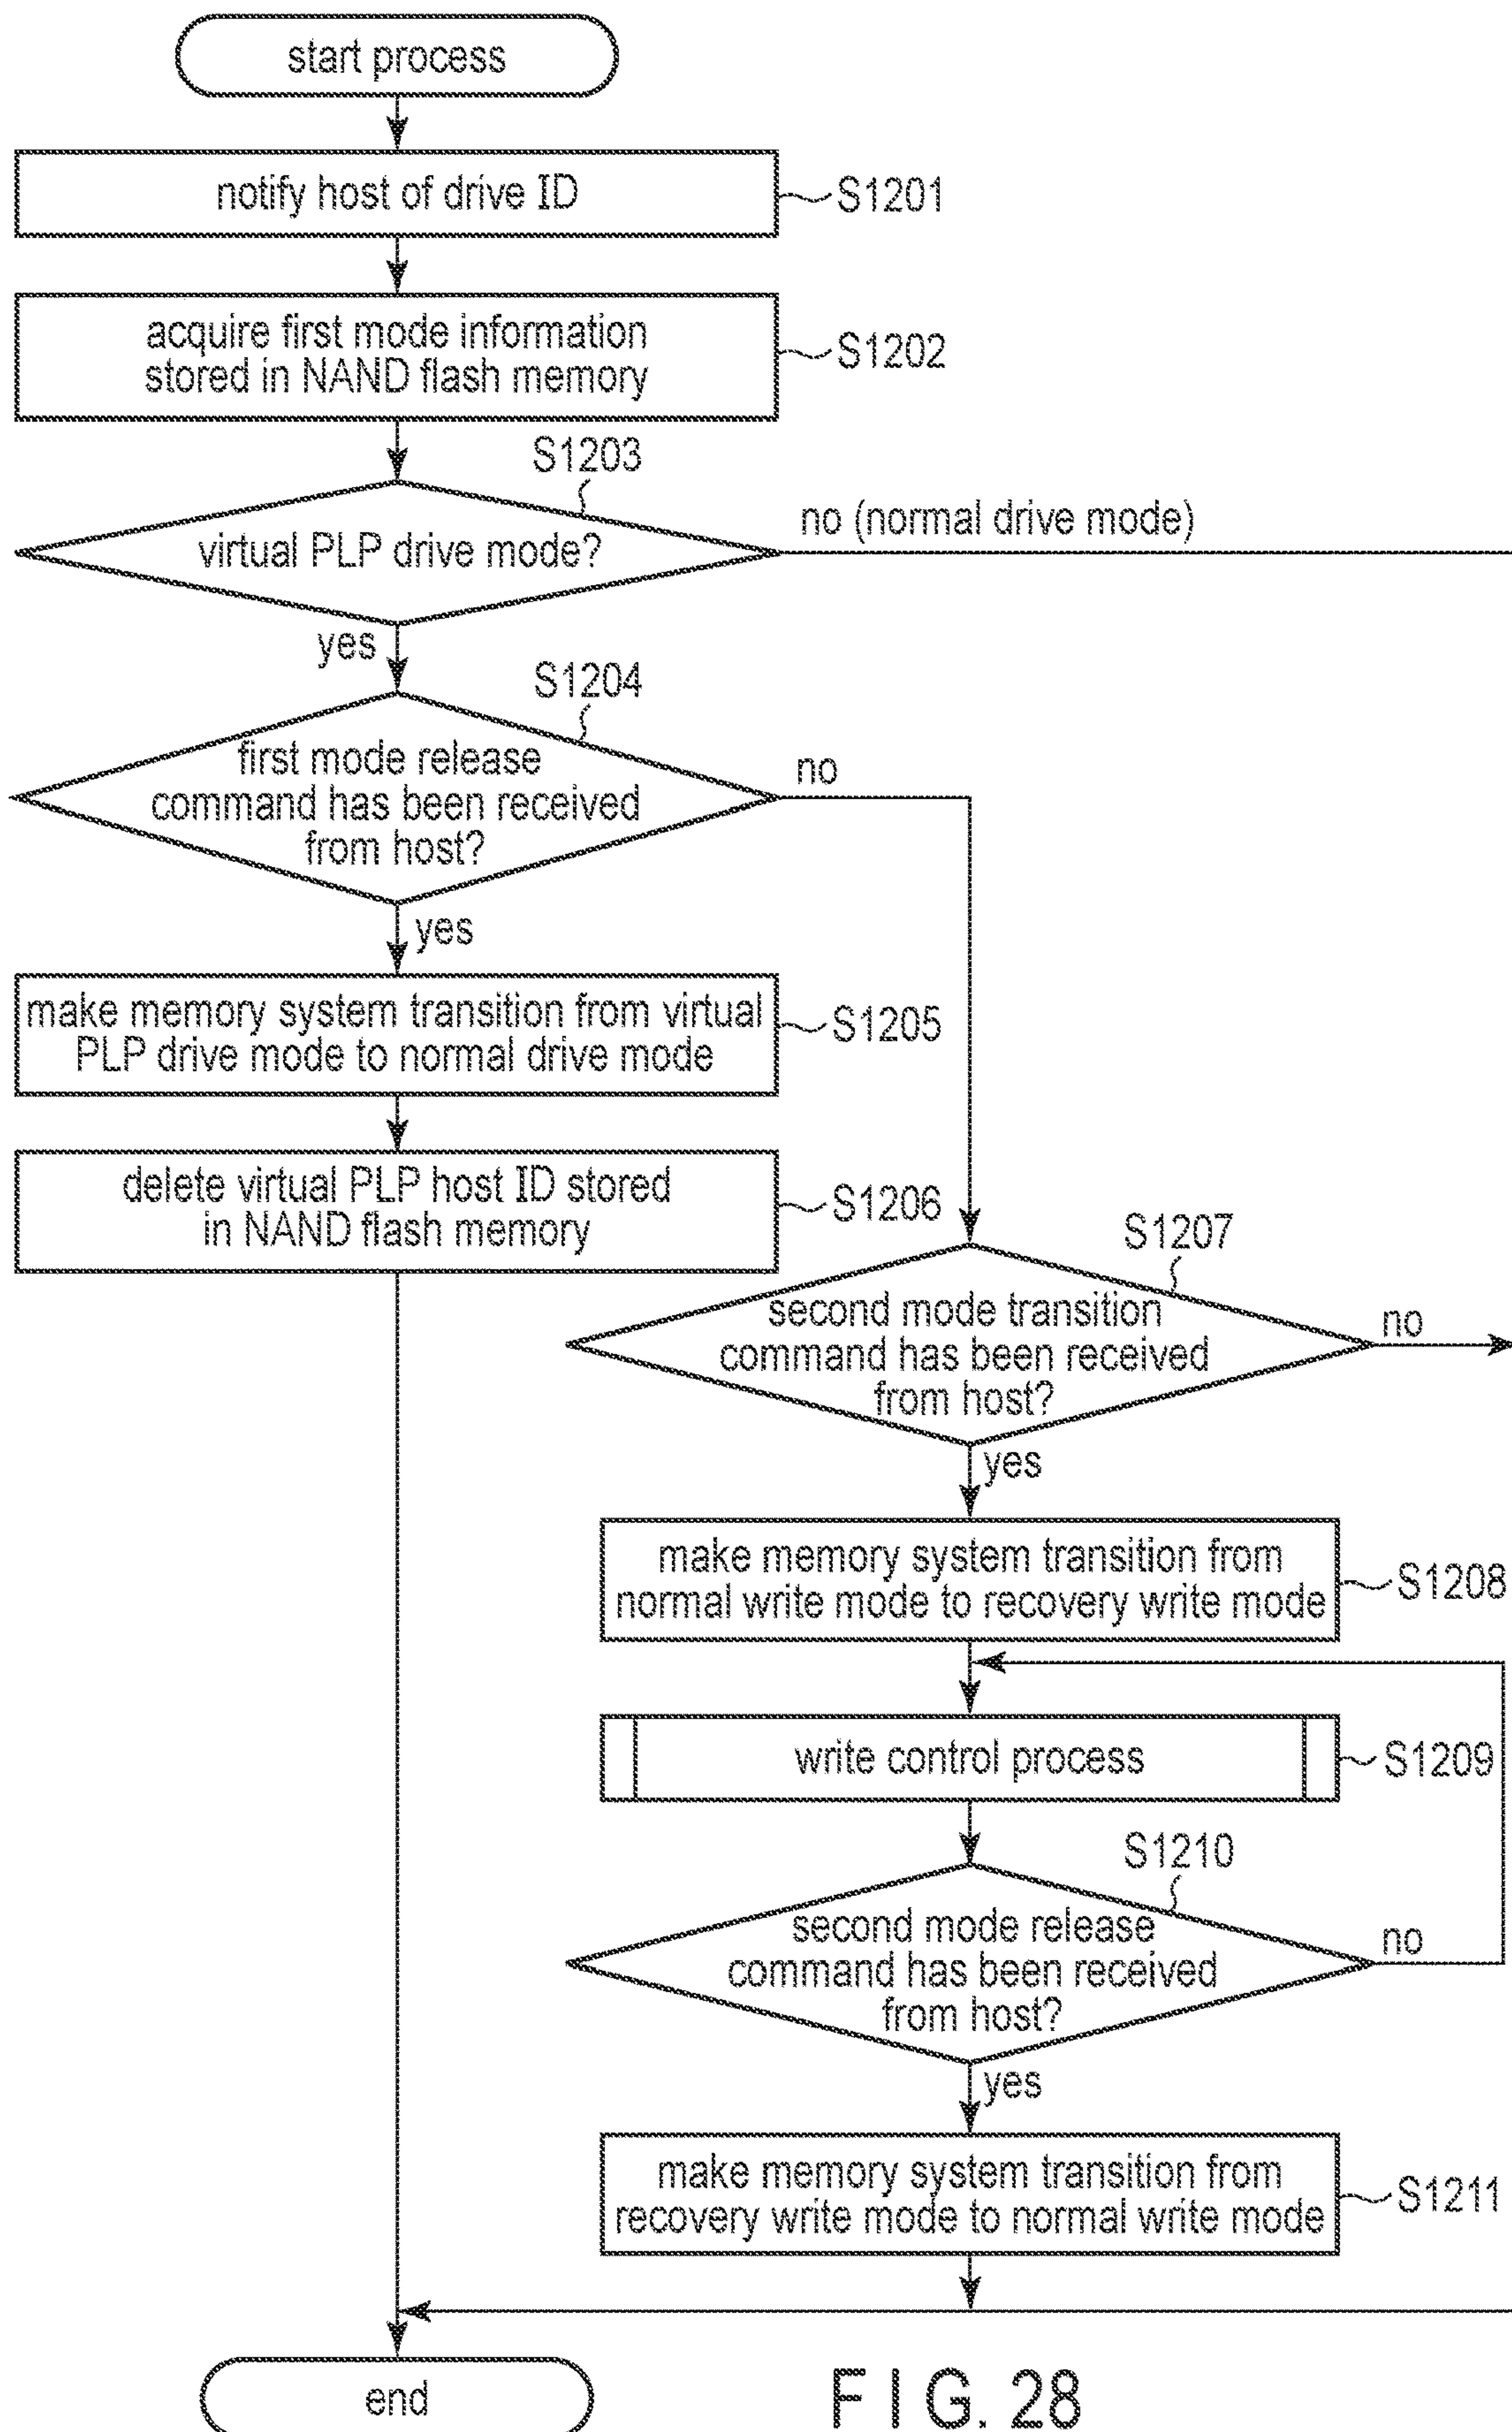 start process
notify host of drive ID
S1201
acquire first mode information
stored in NAND flash memory
S1202
S1203
virtual PLP drive mode?
no (normal drive mode)
yes
S1204
first mode release
command has been received
from host?
no
yes
make memory system transition from virtual
PLP drive mode to normal drive mode
S1205
delete virtual PLP host ID stored
in NAND flash memory
S1206
S1207
second mode transition
command has been received
from host?
no
yes
make memory system transition from
normal write mode to recovery write mode
S1208
write control process
S1209
S1210
second mode release
command has been received
from host?
no
yes
make memory system transition from
recovery write mode to normal write mode
S1211
end
FIG. 28